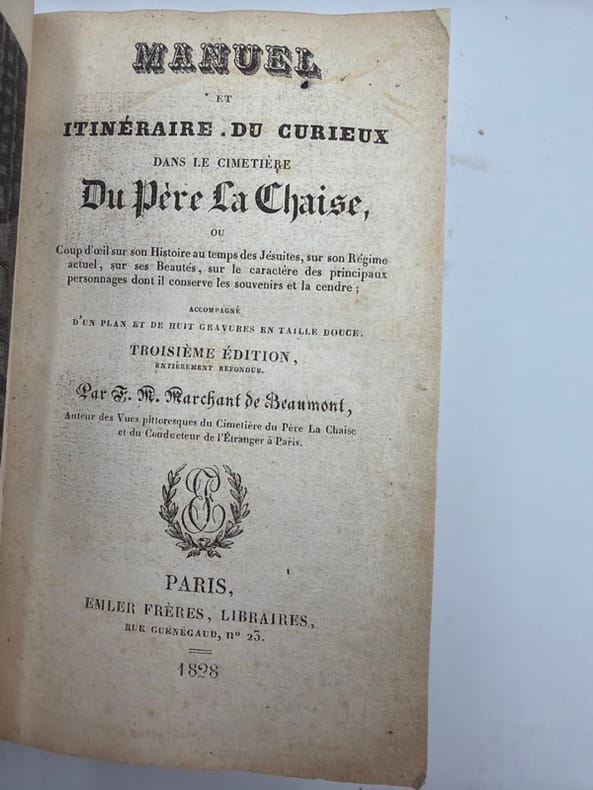 MANUEL
ET
ITINÉRAIRE DU CURIEUX
DANS LE CIMETIÈRE
Du Père La Chaise,
OU
Coup d'œil sur son Histoire au temps des Jésuites, sur son Régime
actuel, sur ses Beautés, sur le caractère des principaux
personnages dont il conserve les souvenirs et la cendre ;
ACCOMPAGNÉ
D'UN PLAN ET DE HUIT GRAVURES EN TAILLE DOUCE.
TROISIÈME ÉDITION,
ENTIÈREMENT REFONDUE.
Par F. M. Marchant de Beaumont,
Auteur des Vues pittoresques du Cimetière du Père La Chaise
et du Conducteur de l'Étranger à Paris.
EF
PARIS,
EMLER FRÈRES, LIBRAIRES,
RUE GUÉNÉGAUD, nº 23.
1828